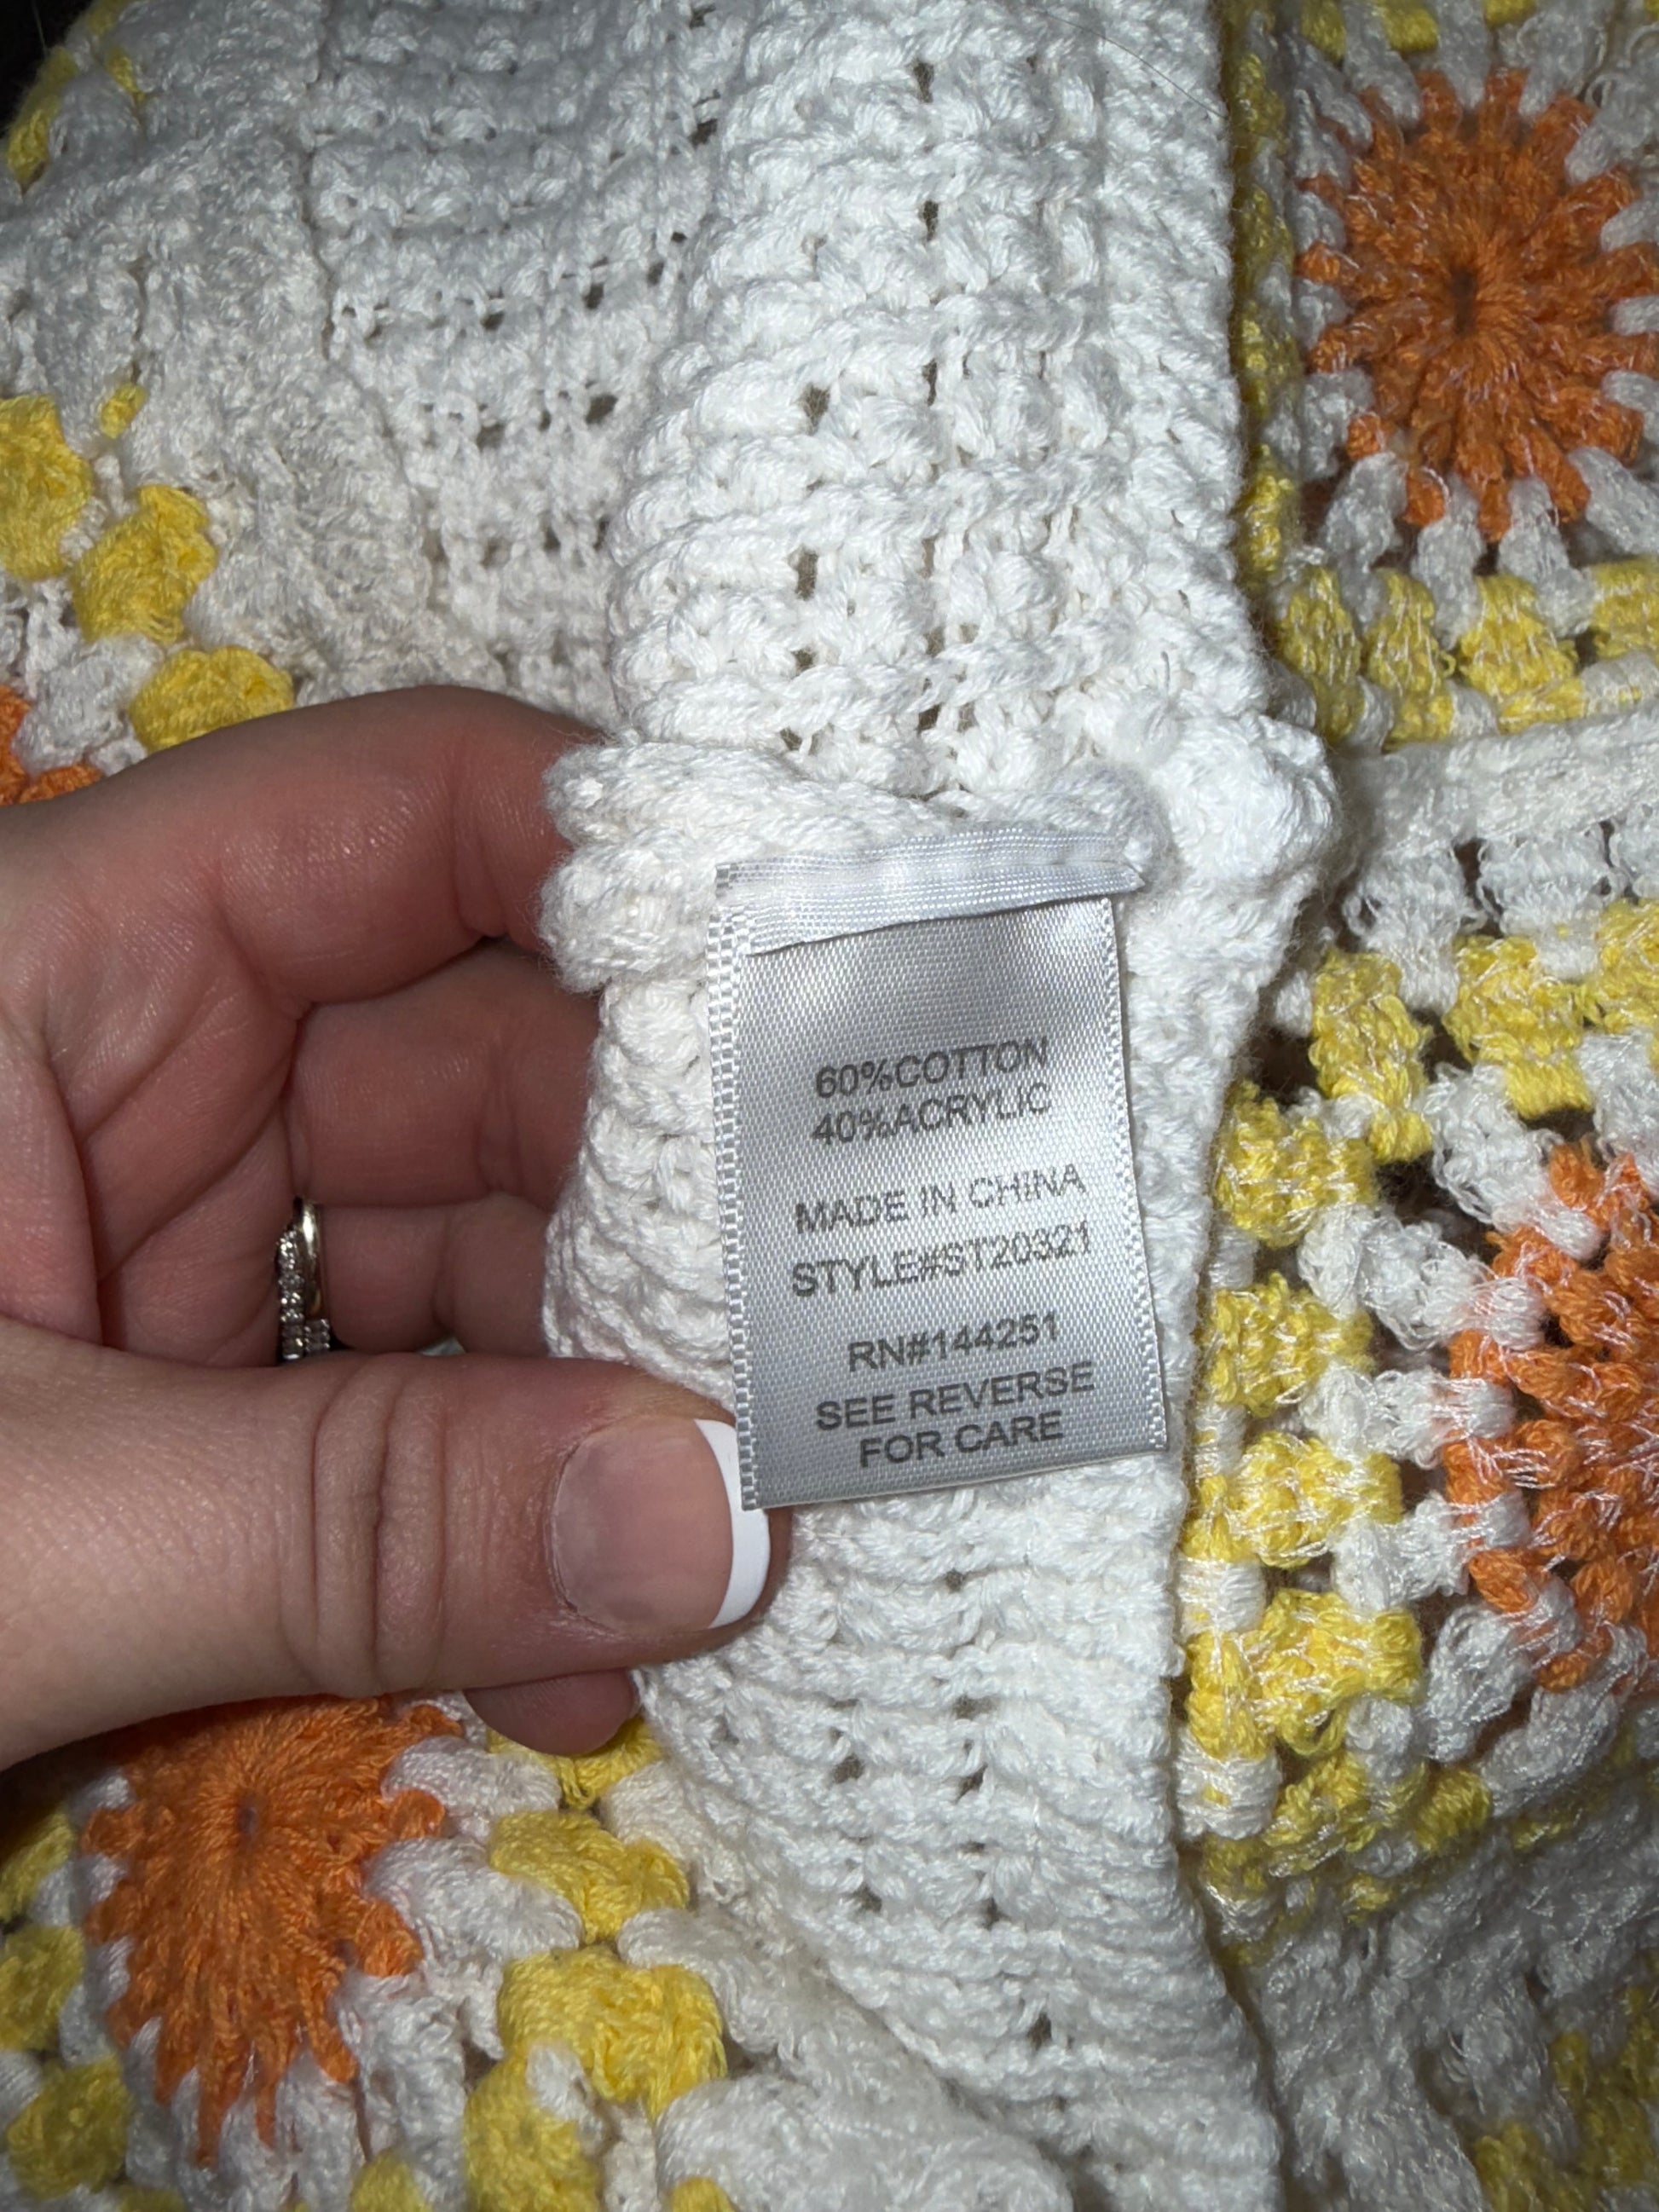 60%COTTON
40%ACRYLIC
MADE IN CHINA
STYLE#ST20321
RN#144251
SEE REVERSE
FOR CARE